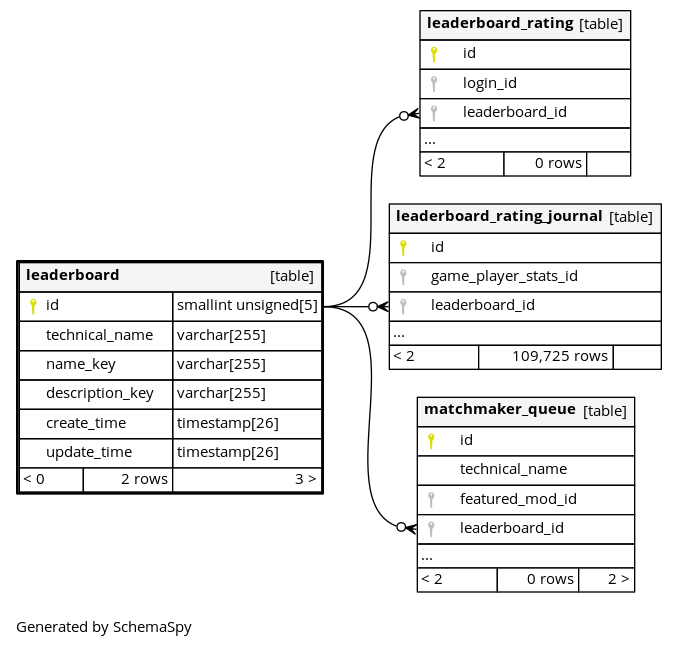 leaderboard_rating [table]
id
login_id
leaderboard_id
...
< 2 0 rows
leaderboard_rating_journal [table]
id
game_player_stats_id
leaderboard_id
...
< 2 109,725 rows
leaderboard [table]
id smallint unsigned[5]
technical_name varchar[255]
name_key varchar[255]
description_key varchar[255]
create_time timestamp[26]
update_time timestamp[26]
< 0 2 rows 3 >
matchmaker_queue [table]
id
technical_name
featured_mod_id
leaderboard_id
...
< 2 0 rows 2 >
Generated by SchemaSpy